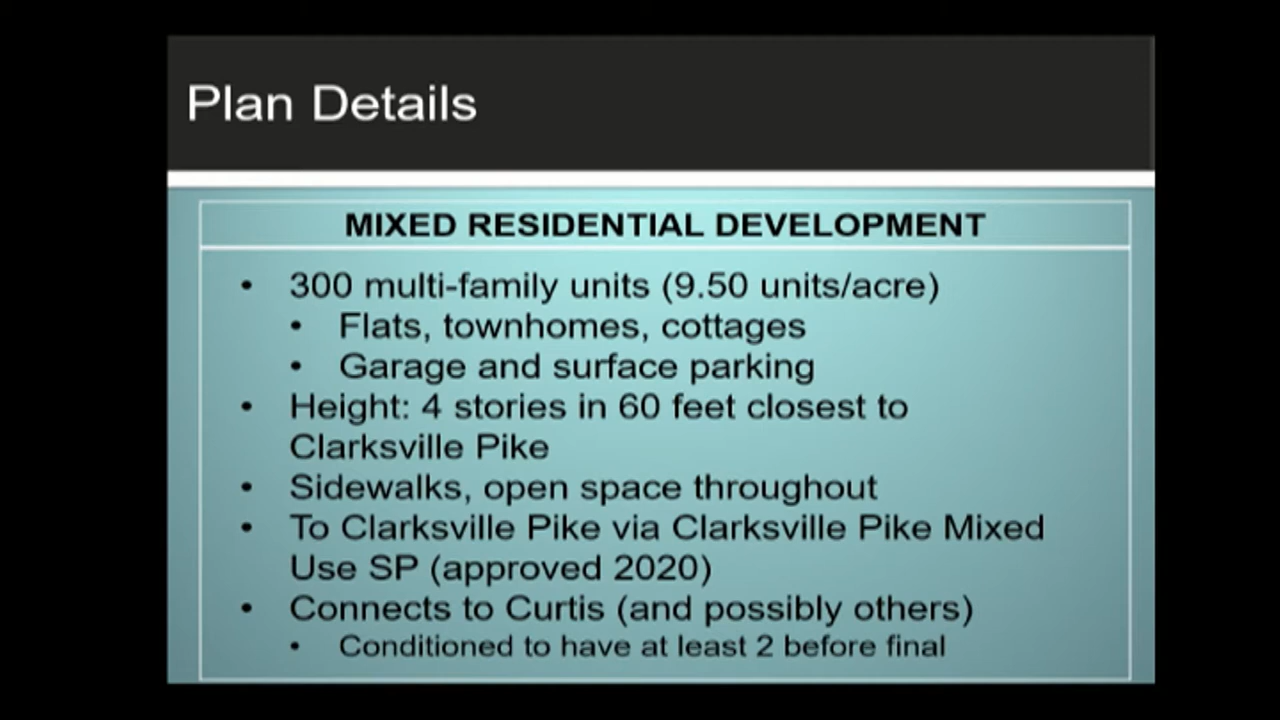 Plan Details
MIXED RESIDENTIAL DEVELOPMENT
• 300 multi-family units (9.50 units/acre)
• Flats, townhomes, cottages
• Garage and surface parking
• Height: 4 stories in 60 feet closest to
Clarksville Pike
• Sidewalks, open space throughout
• To Clarksville Pike via Clarksville Pike Mixed
Use SP (approved 2020)
• Connects to Curtis (and possibly others)
• Conditioned to have at least 2 before final